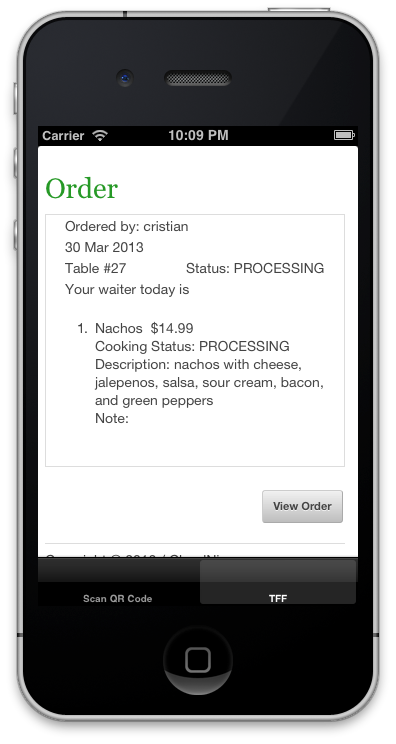 Carrier 10:09 PM
Order
Ordered by: cristian
30 Mar 2013
Table #27 Status: PROCESSING
Your waiter today is
1. Nachos $14.99
Cooking Status: PROCESSING
Description: nachos with cheese,
jalepenos, salsa, sour cream, bacon,
and green peppers
Note:
View Order
Scan QR Code TFF